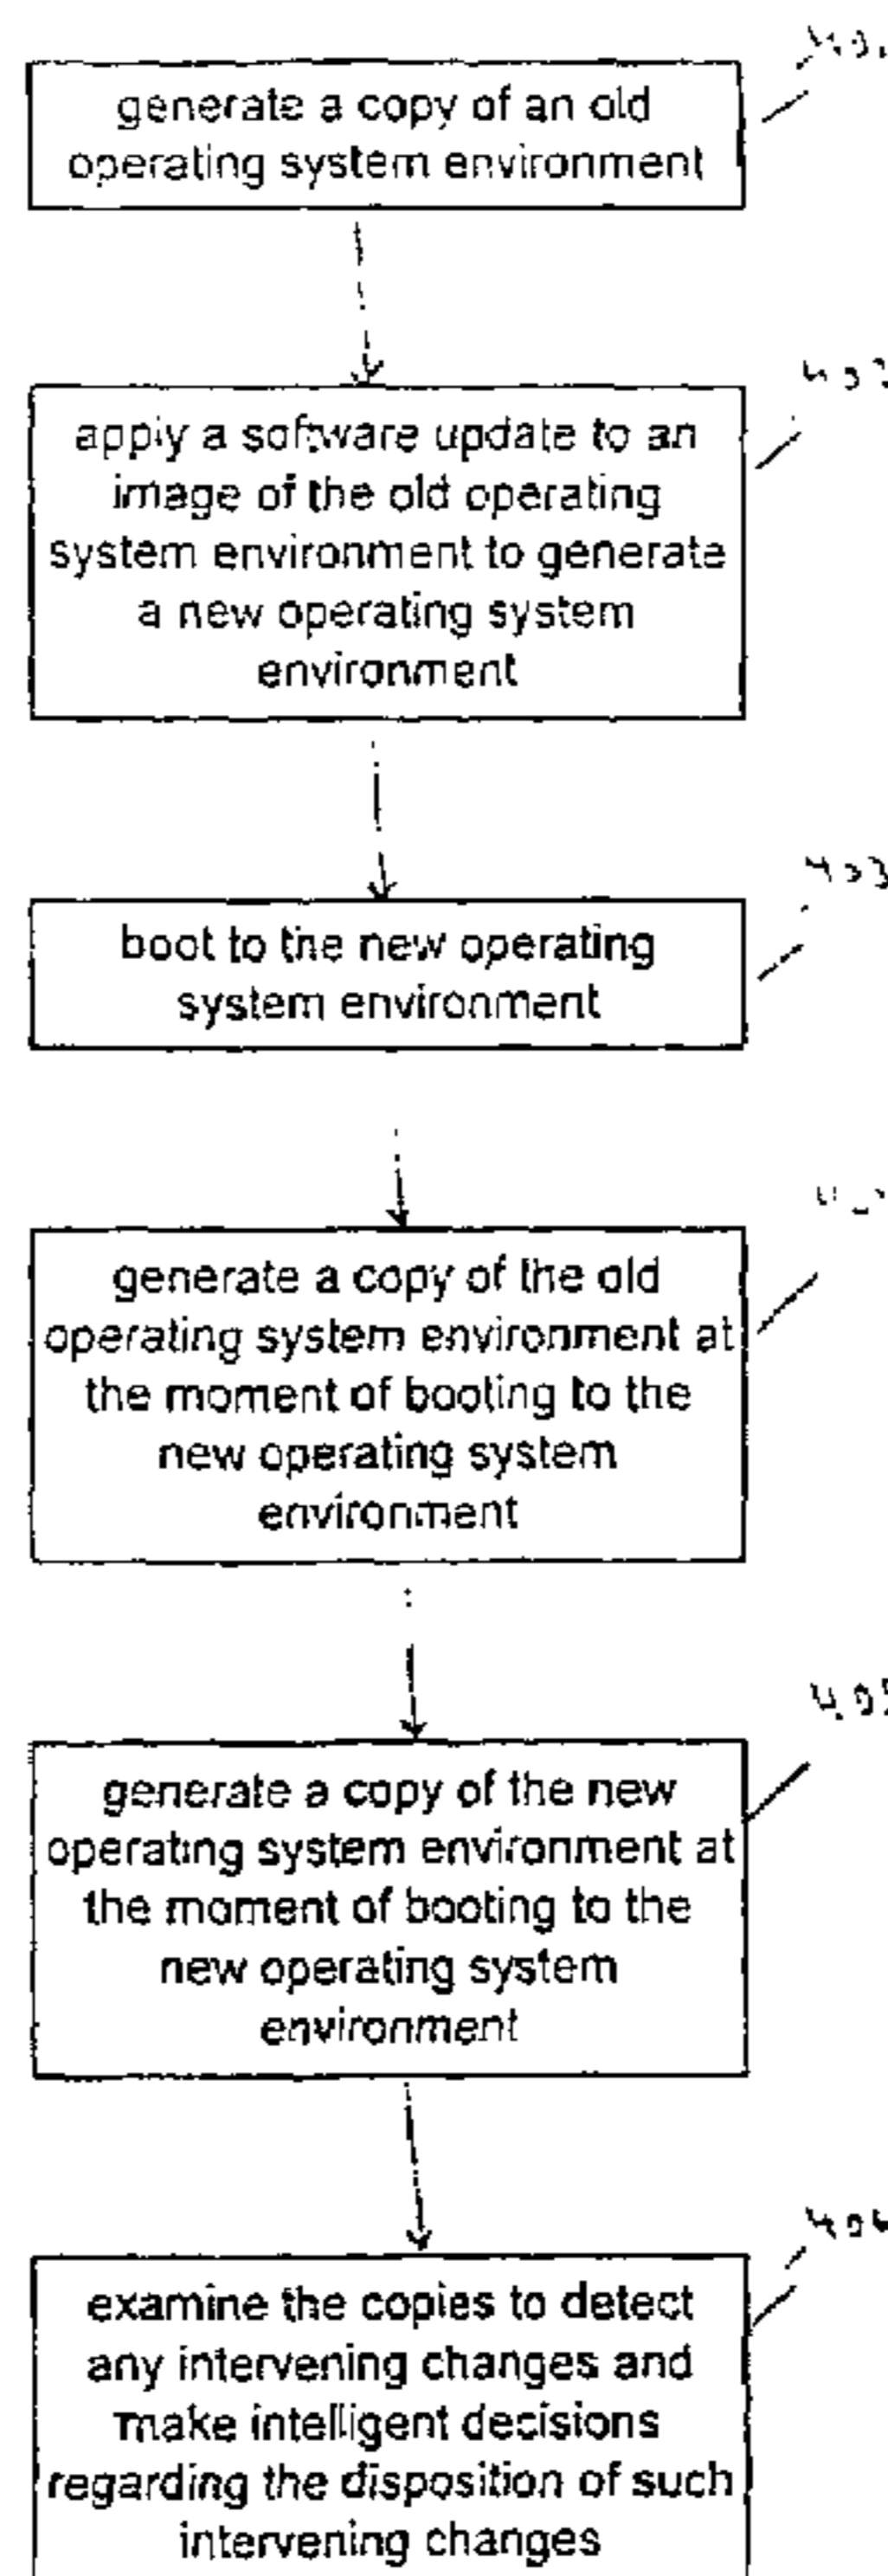 generate a copy of an old
operating system environment
402
apply a software update to an
image of the old operating
system environment to generate
a new operating system
environment
403
boot to the new operating
system environment
generate a copy of the old
operating system environment at
the moment of booting to the
new operating system
environment
405
generate a copy of the new
operating system environment at
the moment of booting to the
new operating system
environment
406
examine the copies to detect
any intervening changes and
make intelligent decisions
regarding the disposition of such
intervening changes